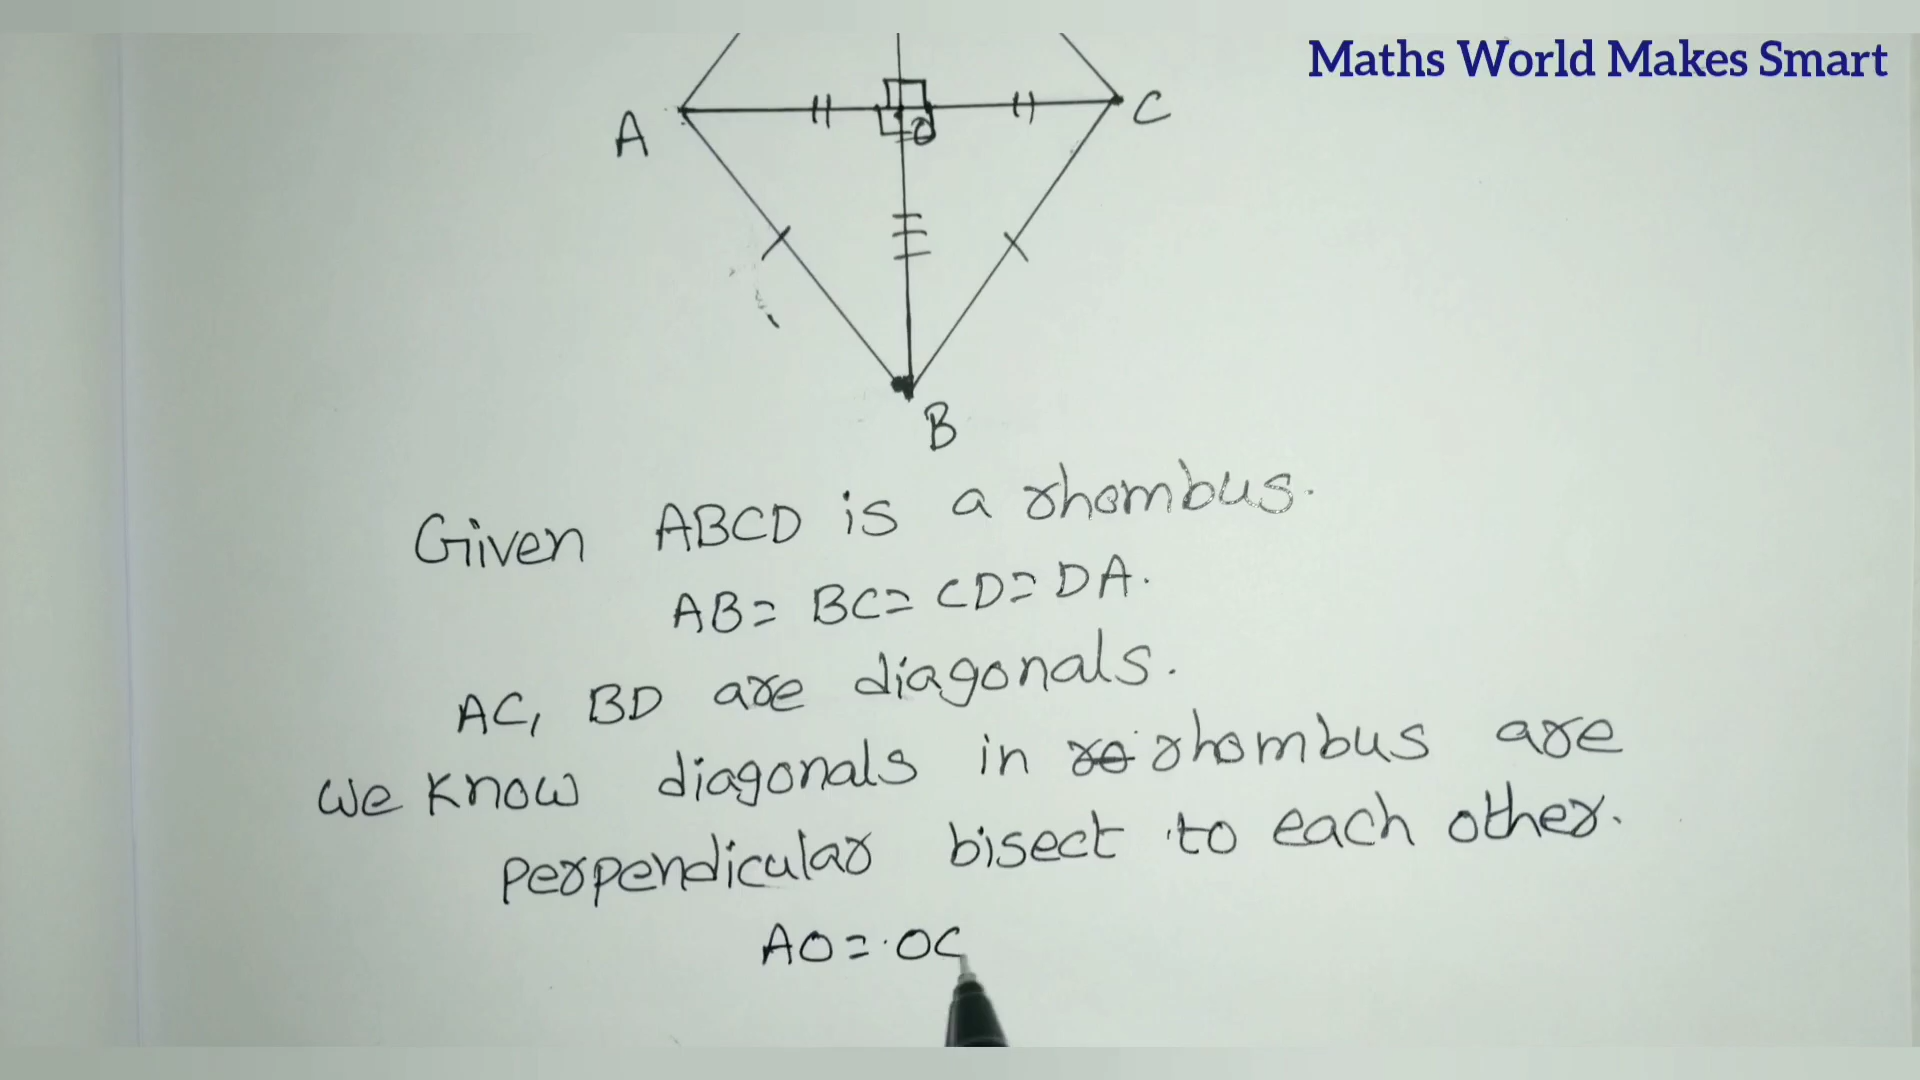 Maths World Makes Smart
A
C
O
B
Given ABCD is a rhombus.
AB = BC = CD = DA.
AC, BD are diagonals.
we know diagonals in re rhombus are
perpendicular bisect to each other.
AO = OC